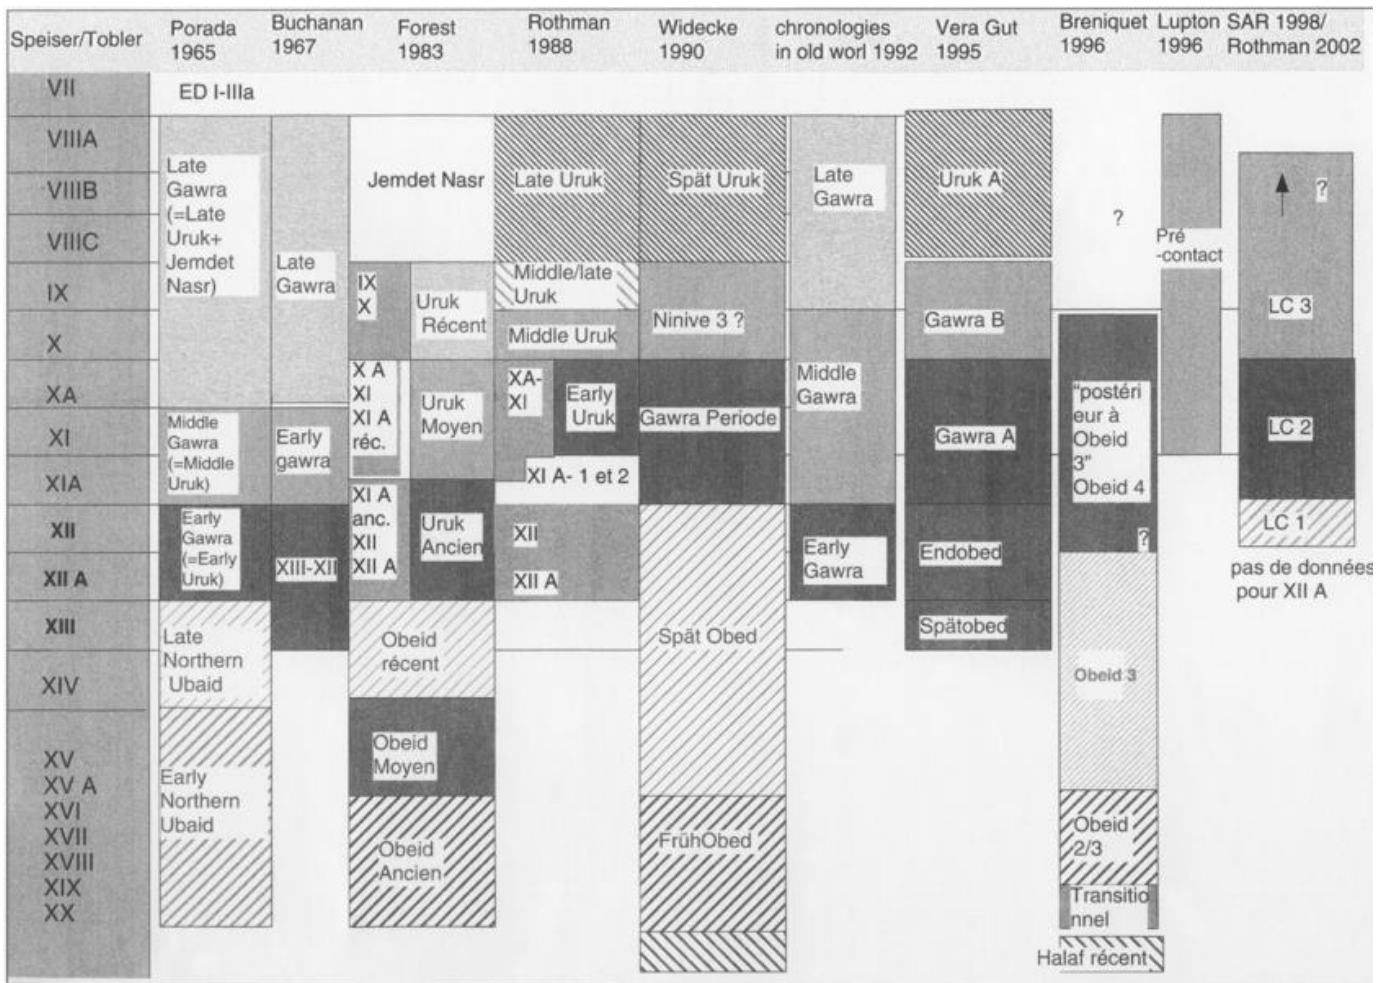 Speiser/Tobler
Porada
1965
Buchanan
1967
Forest
1983
Rothman
1988
Widecke
1990
chronologies
in old worl 1992
Vera Gut
1995
Breniquet
1996
Lupton
1996
SAR 1998/
Rothman 2002
VII
VIIIA
VIIIB
VIIIC
IX
X
XA
XI
XIA
XII
XII A
XIII
XIV
XV
XV A
XVI
XVII
XVIII
XIX
XX
ED I-IIIa
Late
Gawra
(=Late
Uruk+
Jemdet
Nasr)
Middle
Gawra
(=Middle
Uruk)
Early
Gawra
(=Early
Uruk)
Late
Northern
Ubaid
Early
Northern
Ubaid
Late
Gawra
Early
gawra
XIII-XII
Jemdet Nasr
IX
X
Uruk
Récent
X A
XI
XI A
réc.
Uruk
Moyen
XI A
anc.
XII
XII A
Uruk
Ancien
Obeid
récent
Obeid
Moyen
Obeid
Ancien
Late Uruk
Middle/late
Uruk
Middle Uruk
XA-
XI
Early
Uruk
XI A- 1 et 2
XII
XII A
Spät Uruk
Ninive 3 ?
Gawra Periode
Spät Obed
FrühObed
Late
Gawra
Middle
Gawra
Early
Gawra
Uruk A
Gawra B
Gawra A
Endobed
Spätobed
?
"postéri
eur à
Obeid
3"
Obeid 4
?
Obeid 3
Obeid
2/3
Transitio
nnel
Halaf récent
Pré
-contact
?
LC 3
LC 2
LC 1
pas de données
pour XII A